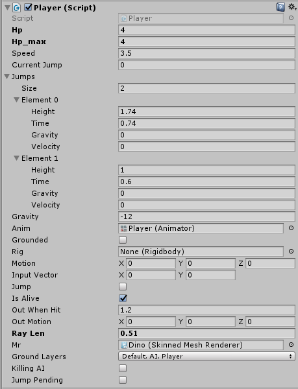 Player (Script)
Script Player
Hp 4
Hp_max 4
Speed 3.5
Current Jump 0
Jumps
Size 2
Element 0
Height 1.74
Time 0.74
Gravity 0
Velocity 0
Element 1
Height 1
Time 0.6
Gravity 0
Velocity 0
Gravity -12
Anim Player (Animator)
Grounded
Rig None (Rigidbody)
Motion X 0 Y 0 Z 0
Input Vector X 0 Y 0
Jump
Is Alive
Out When Hit 1.2
Out Motion X 0 Y 0 Z 0
Ray Len 0.51
Mr Dino (Skinned Mesh Renderer)
Ground Layers Default, AI, Player
Killing AI
Jump Pending